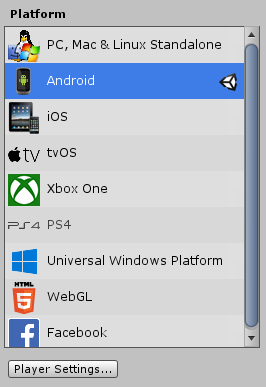 Platform
PC, Mac & Linux Standalone
Android
iOS
tv tvOS
Xbox One
PS4 PS4
Universal Windows Platform
HTML
5 WebGL
f Facebook
Player Settings...